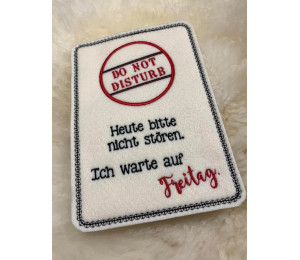 DO NOT
DISTURB
Heute bitte
nicht stören.
Ich warte auf
Freitag.